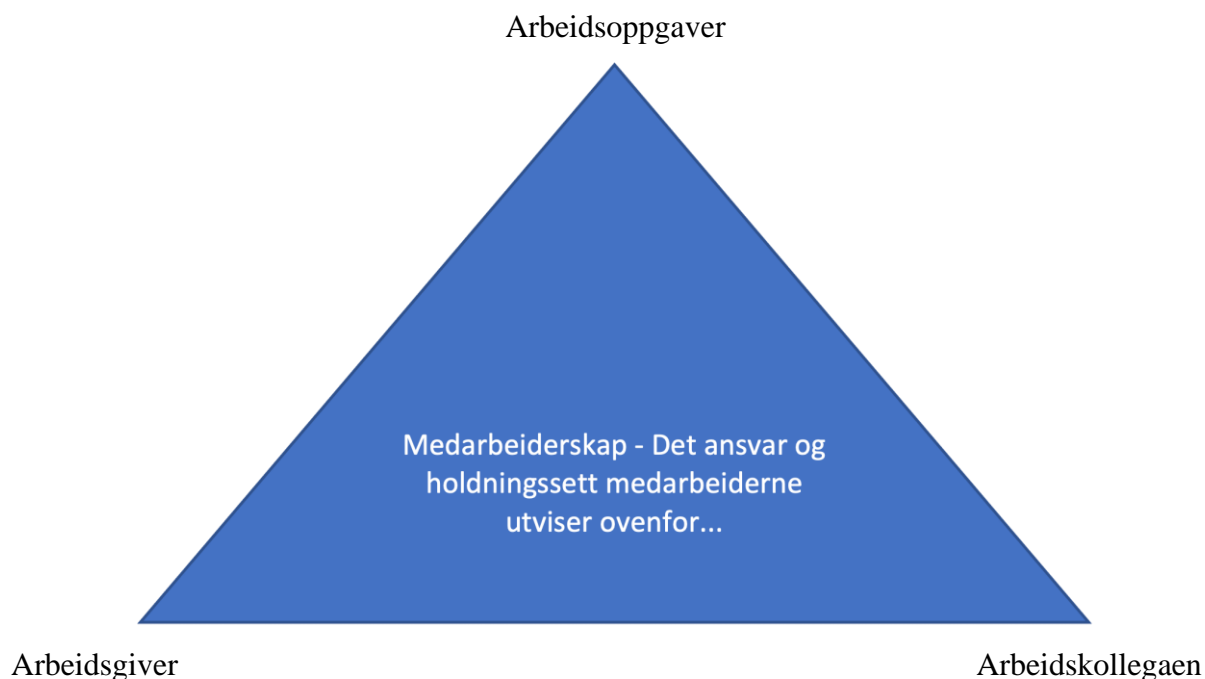 Arbeidsoppgaver
Medarbeiderskap - Det ansvar og
holdningssett medarbeiderne
utviser ovenfor...
Arbeidsgiver
Arbeidskollegaen